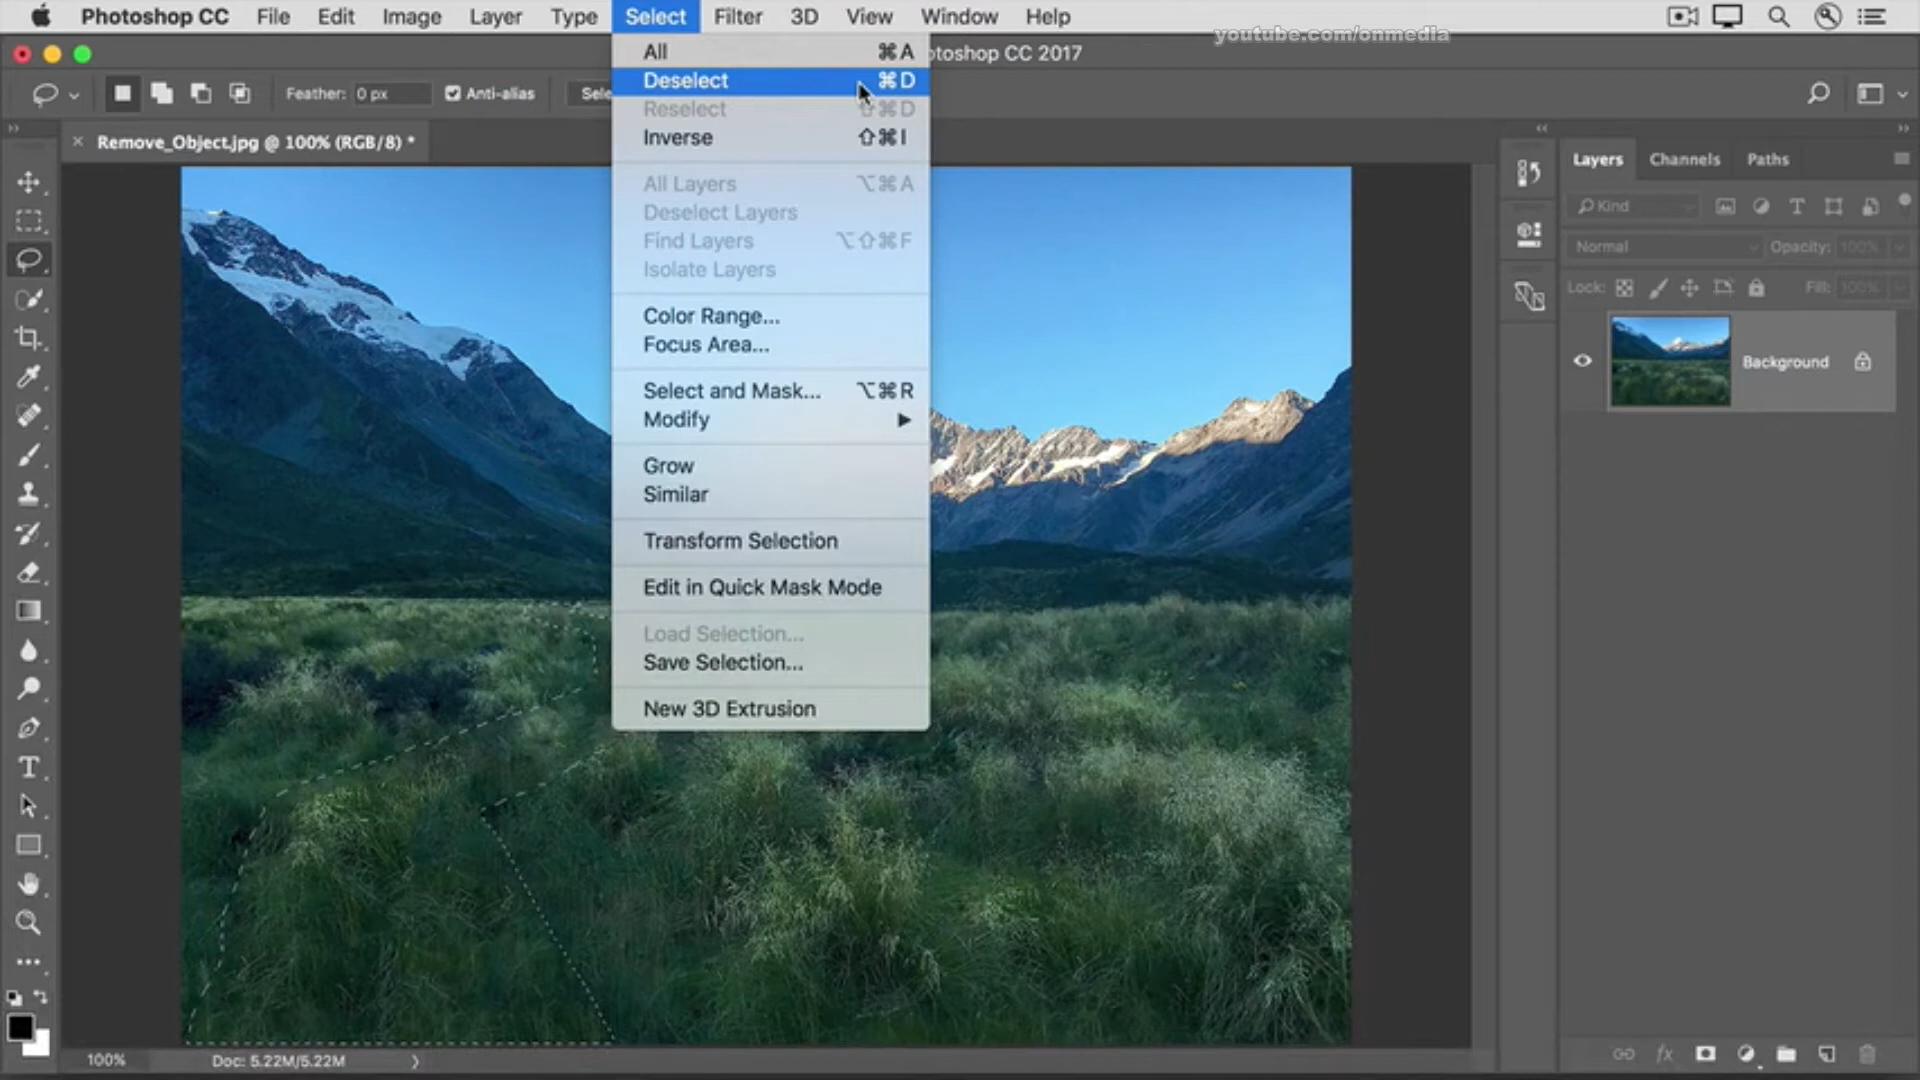 Photoshop CC File Edit Image Layer Type Select Filter 3D View Window Help
youtube.com/onmedia
otoshop CC 2017
Feather: 0 px Anti-alias Sele
Remove_Object.jpg @ 100% (RGB/8) *
All ⌘A
Deselect ⌘D
Reselect ⇧⌘D
Inverse ⇧⌘I
All Layers ⌥⌘A
Deselect Layers
Find Layers ⌥⇧⌘F
Isolate Layers
Color Range...
Focus Area...
Select and Mask... ⌥⌘R
Modify
Grow
Similar
Transform Selection
Edit in Quick Mask Mode
Load Selection...
Save Selection...
New 3D Extrusion
Layers Channels Paths
Kind
Normal Opacity: 100%
Lock: Fill: 100%
Background
100% Doc: 5.22M/5.22M